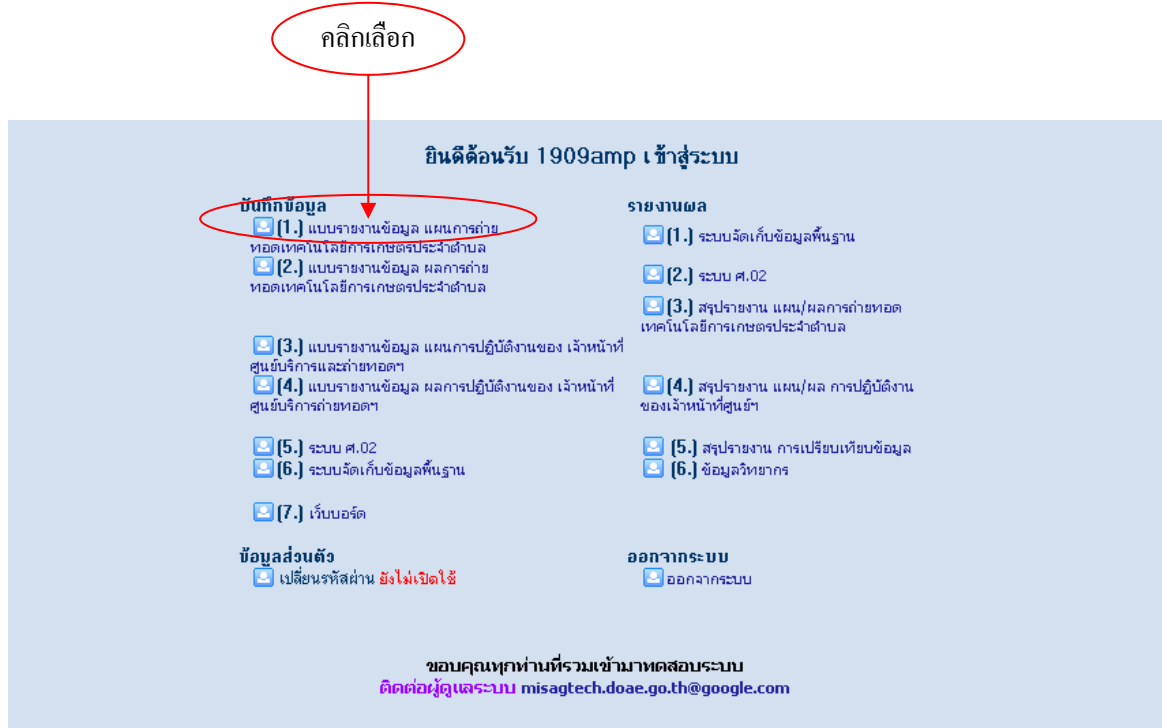 คลิกเลือก
ยินดีต้อนรับ 1909amp เข้าสู่ระบบ
บันทึกข้อมูล
(1.) แบบรายงานข้อมูล แผนการถ่าย
ทอดเทคโนโลยีการเกษตรประจำตำบล
(2.) แบบรายงานข้อมูล ผลการถ่าย
ทอดเทคโนโลยีการเกษตรประจำตำบล
(3.) แบบรายงานข้อมูล แผนการปฏิบัติงานของ เจ้าหน้าที่
ศูนย์บริการและถ่ายทอดฯ
(4.) แบบรายงานข้อมูล ผลการปฏิบัติงานของ เจ้าหน้าที่
ศูนย์บริการถ่ายทอดฯ
(5.) ระบบ ศ.02
(6.) ระบบจัดเก็บข้อมูลพื้นฐาน
(7.) เว็บบอร์ด
รายงานผล
(1.) ระบบจัดเก็บข้อมูลพื้นฐาน
(2.) ระบบ ศ.02
(3.) สรุปรายงาน แผน/ผลการถ่ายทอด
เทคโนโลยีการเกษตรประจำตำบล
(4.) สรุปรายงาน แผน/ผล การปฏิบัติงาน
ของเจ้าหน้าที่ศูนย์ฯ
(5.) สรุปรายงาน การเปรียบเทียบข้อมูล
(6.) ข้อมูลวิทยากร
ข้อมูลส่วนตัว
เปลี่ยนรหัสผ่าน ยังไม่เปิดใช้
ออกจากระบบ
ออกจากระบบ
ขอบคุณทุกท่านที่รวมเข้ามาทดสอบระบบ
ติดต่อผู้ดูแลระบบ misagtech.doae.go.th@google.com